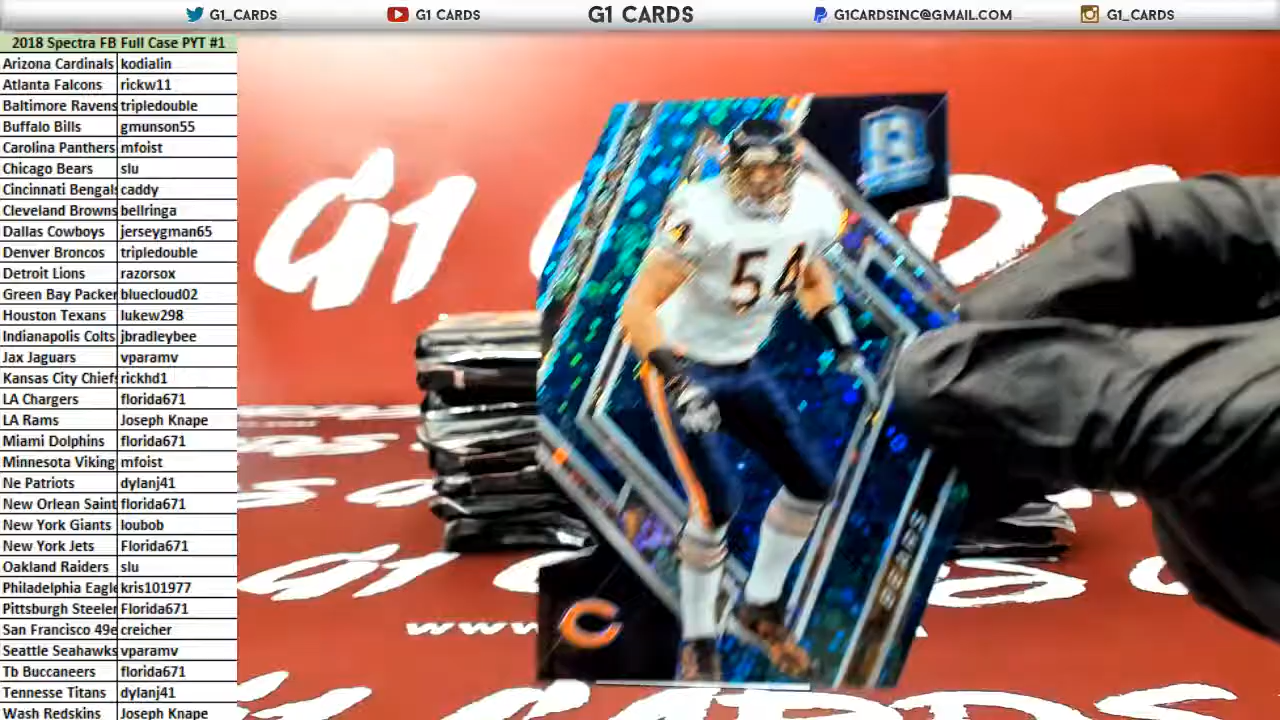 G1_CARDS
G1 CARDS
G1 CARDS
G1CARDSINC@GMAIL.COM
G1_CARDS
2018 Spectra FB Full Case PYT #1
Arizona Cardinals kodialin
Atlanta Falcons rickw11
Baltimore Ravens tripledouble
Buffalo Bills gmunson55
Carolina Panthers mfoist
Chicago Bears slu
Cincinnati Bengals caddy
Cleveland Browns bellringa
Dallas Cowboys jerseygman65
Denver Broncos tripledouble
Detroit Lions razorsox
Green Bay Packer bluecloud02
Houston Texans lukew298
Indianapolis Colts jbradleybee
Jax Jaguars vparamv
Kansas City Chiefs rickhd1
LA Chargers florida671
LA Rams Joseph Knape
Miami Dolphins florida671
Minnesota Viking mfoist
Ne Patriots dylanj41
New Orlean Saint florida671
New York Giants loubob
New York Jets Florida671
Oakland Raiders slu
Philadelphia Eagle kris101977
Pittsburgh Steeler Florida671
San Francisco 49e creicher
Seattle Seahawks vparamv
Tb Buccaneers florida671
Tennesse Titans dylanj41
Wash Redskins Joseph Knape
G1 CARDS
54
BEARS
C
www.